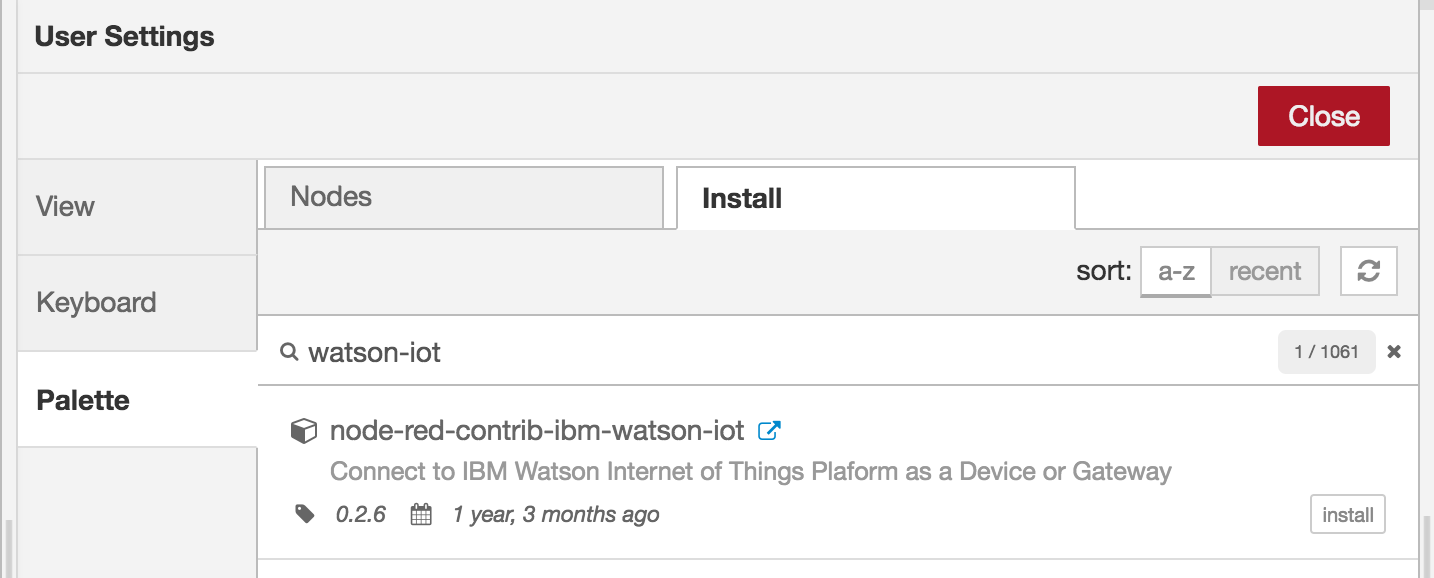 User Settings
Close
View
Keyboard
Palette
Nodes
Install
sort: a-z recent
watson-iot
1 / 1061
node-red-contrib-ibm-watson-iot
Connect to IBM Watson Internet of Things Plaform as a Device or Gateway
0.2.6 1 year, 3 months ago
install